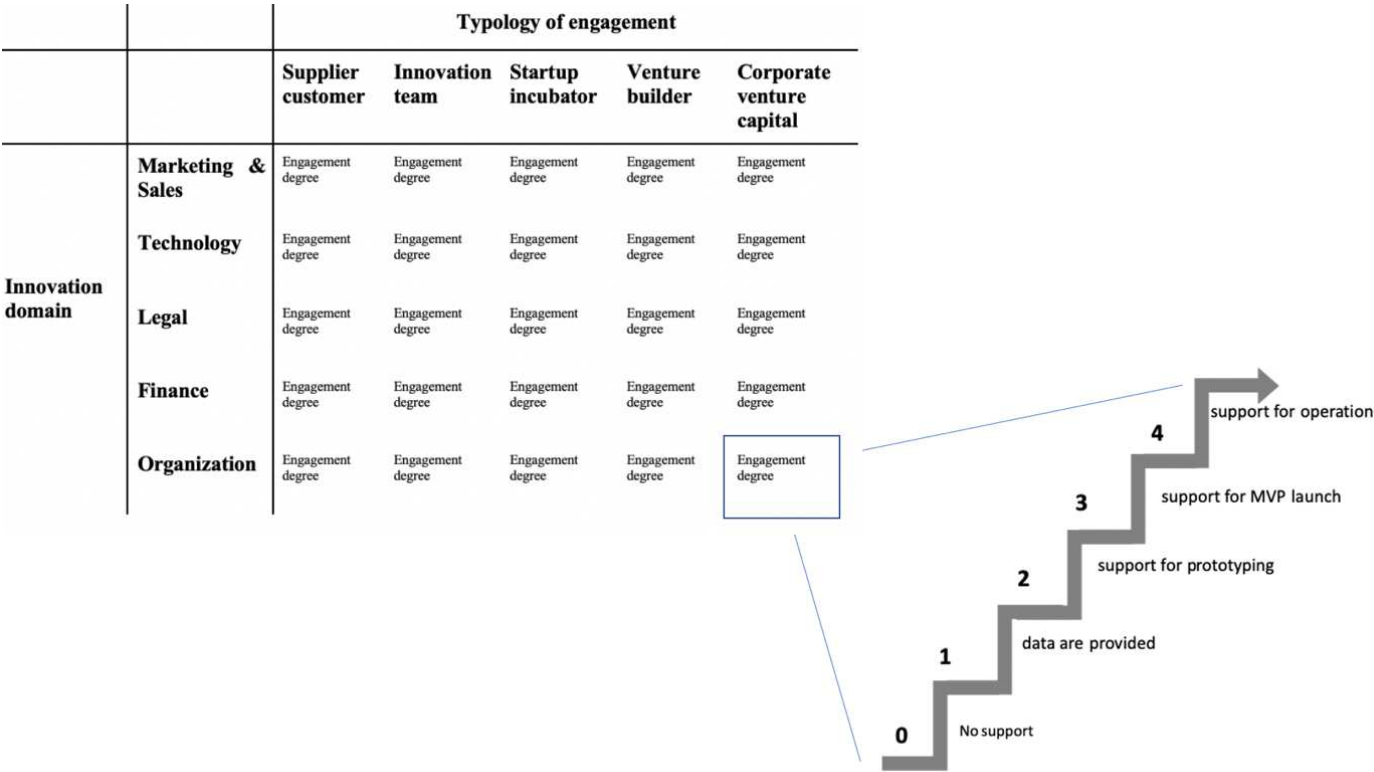 Typology of engagement
Supplier customer
Innovation team
Startup incubator
Venture builder
Corporate venture capital
Innovation domain
Marketing & Sales
Engagement degree
Engagement degree
Engagement degree
Engagement degree
Engagement degree
Technology
Engagement degree
Engagement degree
Engagement degree
Engagement degree
Engagement degree
Legal
Engagement degree
Engagement degree
Engagement degree
Engagement degree
Engagement degree
Finance
Engagement degree
Engagement degree
Engagement degree
Engagement degree
Engagement degree
Organization
Engagement degree
Engagement degree
Engagement degree
Engagement degree
Engagement degree
support for operation
4
support for MVP launch
3
support for prototyping
2
data are provided
1
No support
0